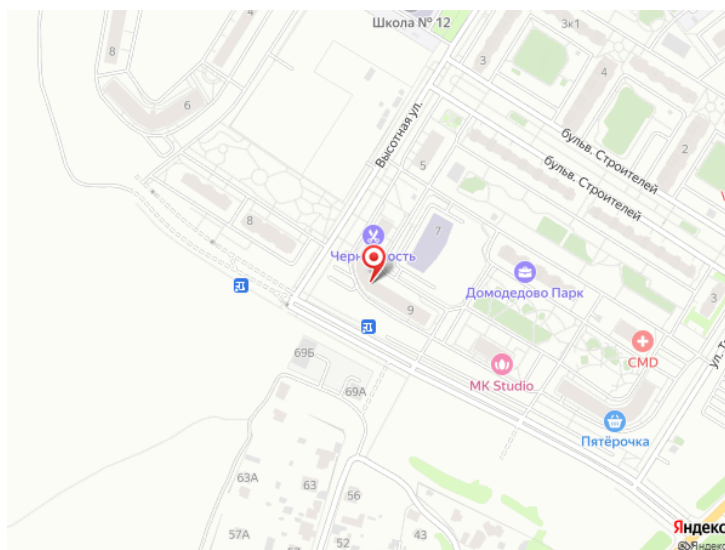 Школа № 12
3к1
3
4
8
6
2
Высотная ул.
бульв. Строителей
бульв. Строителей
5
8
7
3
Домодедово Парк
9
69Б
CMD
MK Studio
69А
Пятёрочка
63А
63
56
57А
52
43
Яндекс